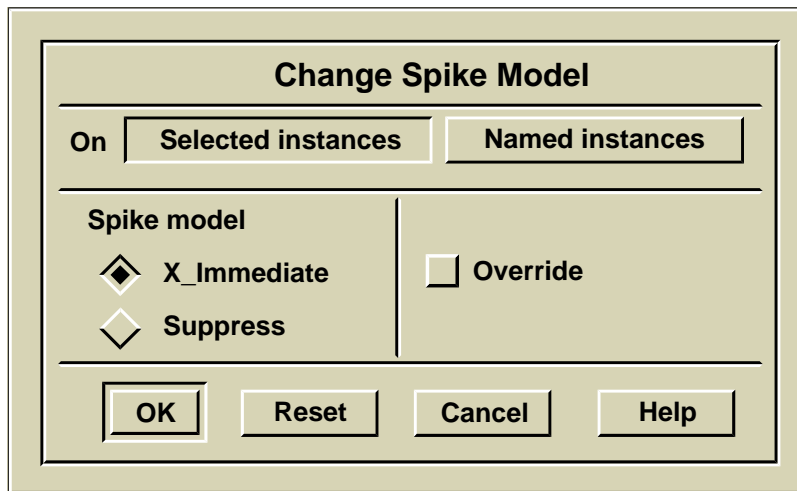 Change Spike Model
On Selected instances Named instances
Spike model
X_Immediate
Override
Suppress
OK Reset Cancel Help